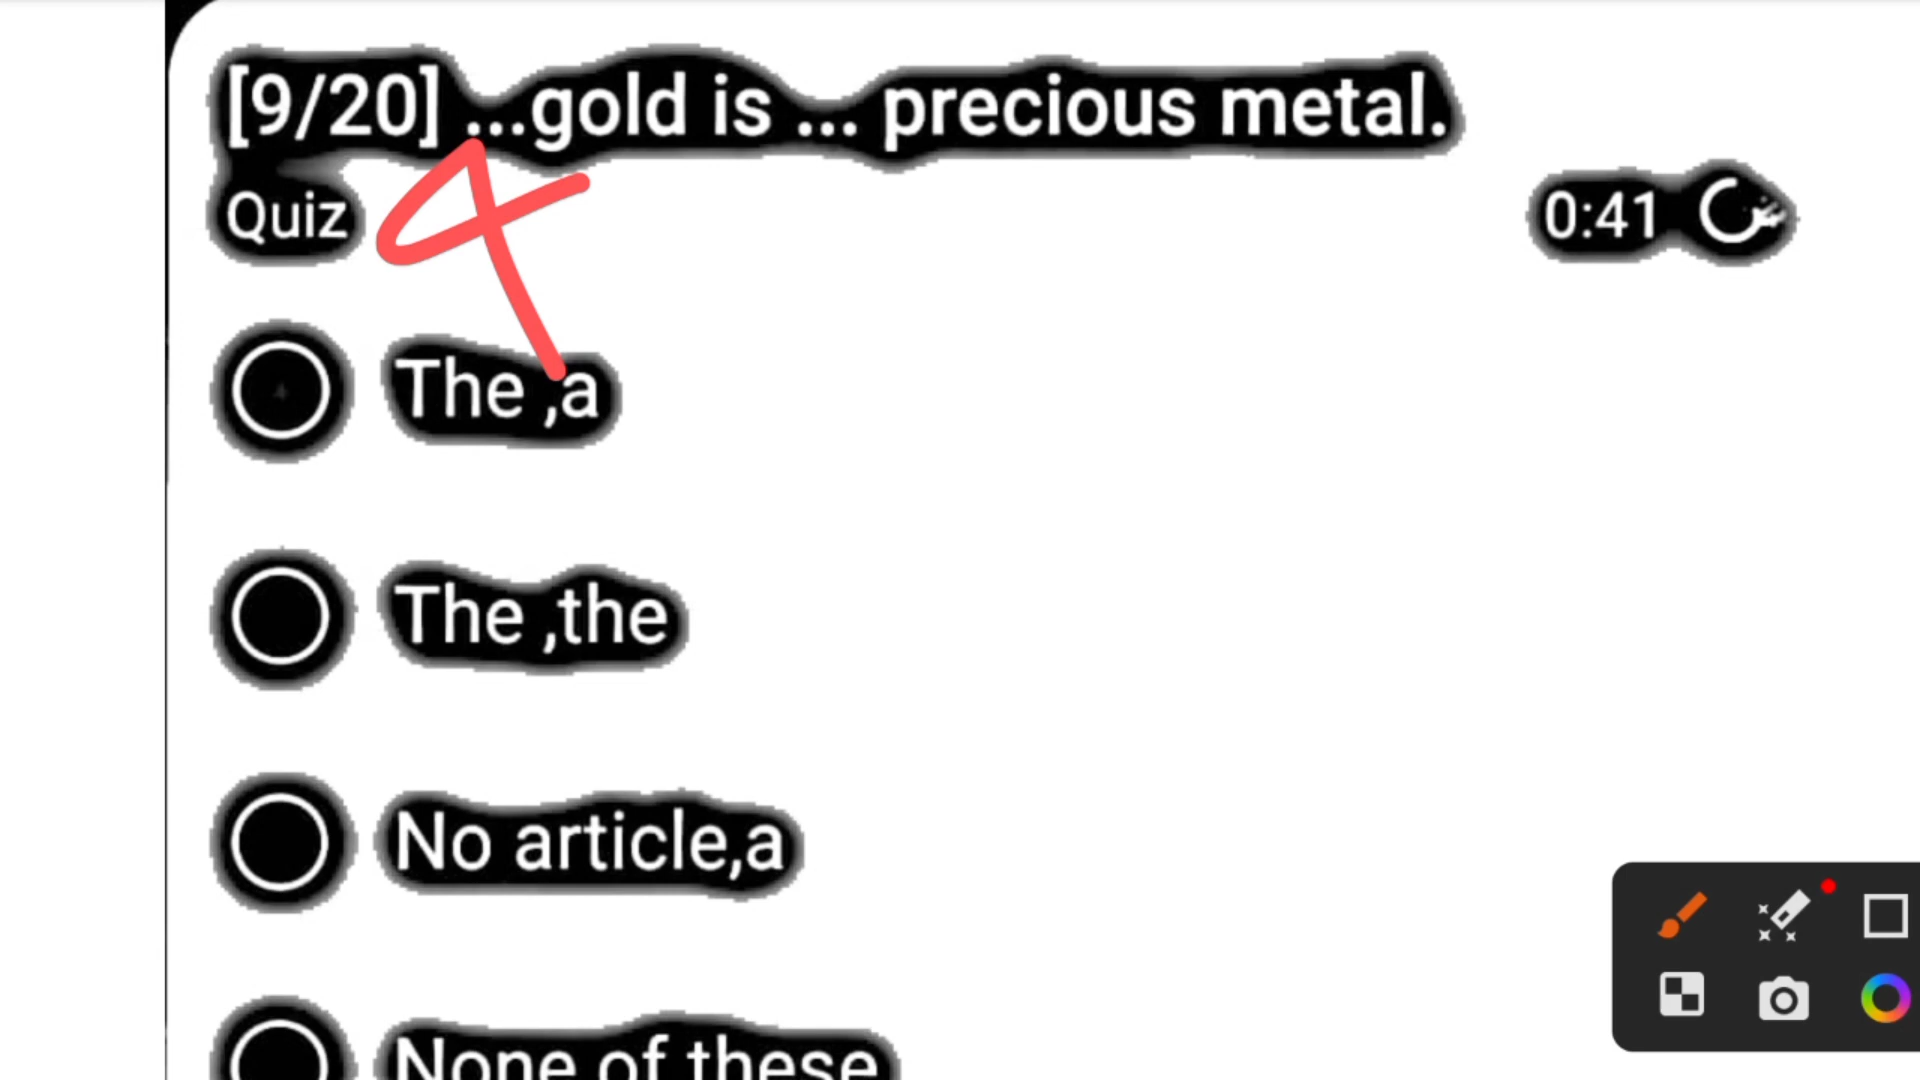 [9/20] ...gold is ... precious metal.
Quiz
0:41
The ,a
The ,the
No article,a
None of these